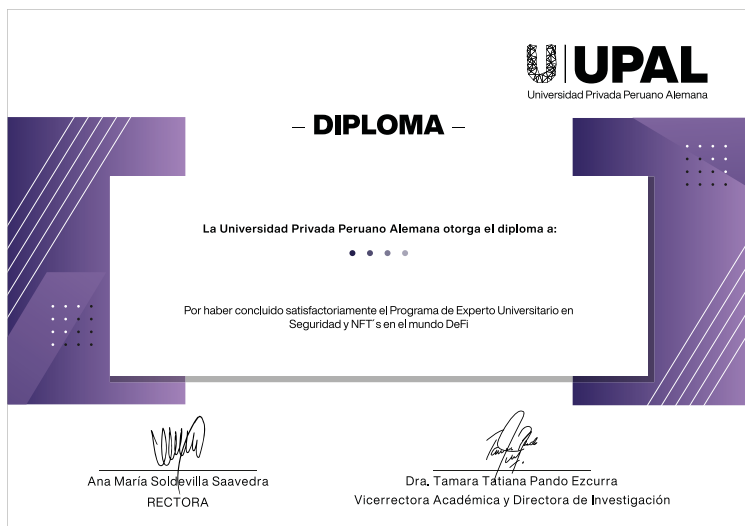 UPAL
Universidad Privada Peruano Alemana
– DIPLOMA –
La Universidad Privada Peruano Alemana otorga el diploma a:
Por haber concluido satisfactoriamente el Programa de Experto Universitario en
Seguridad y NFT´s en el mundo DeFi
Ana María Soldevilla Saavedra
RECTORA
Dra. Tamara Tatiana Pando Ezcurra
Vicerrectora Académica y Directora de Investigación